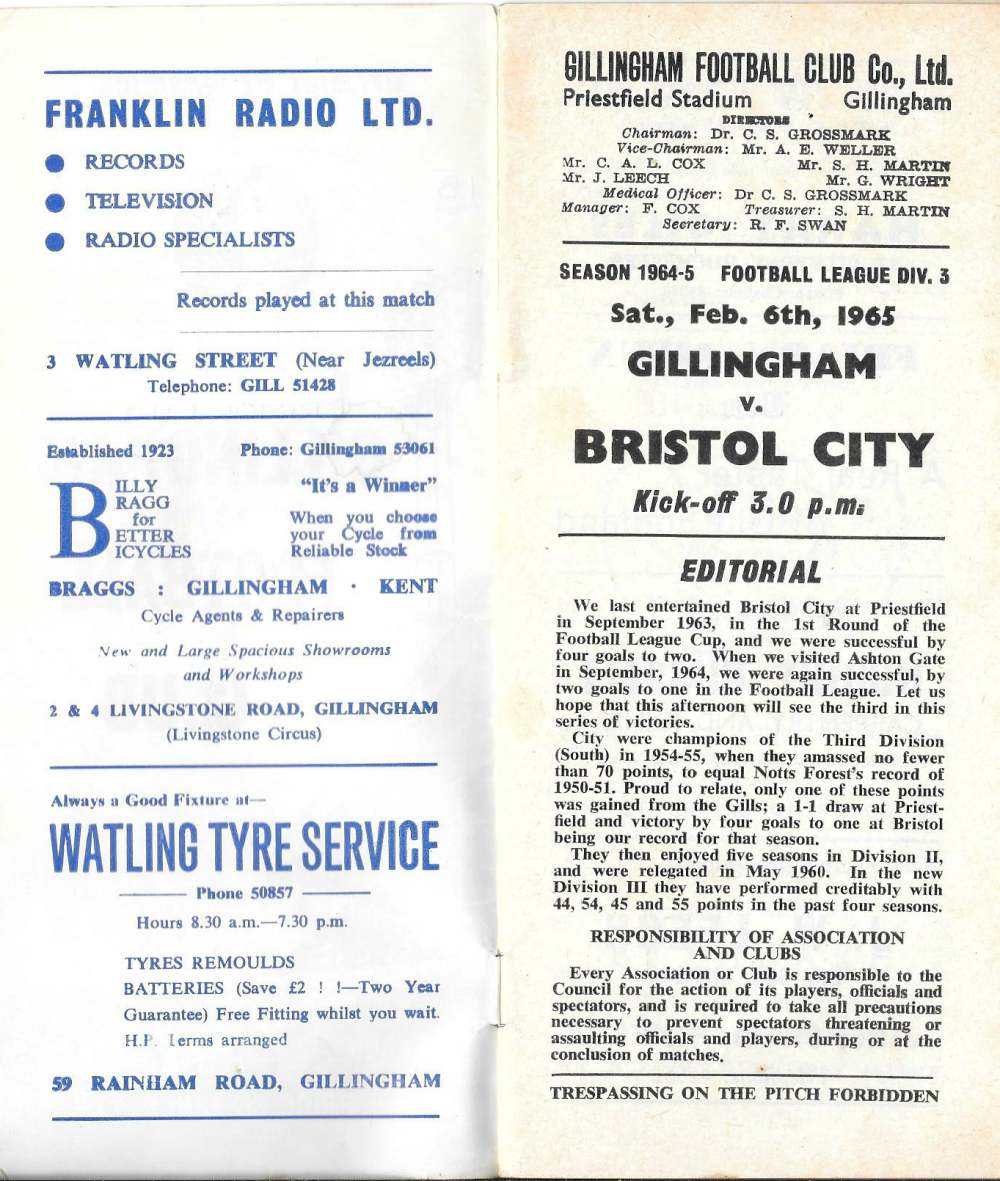 FRANKLIN RADIO LTD.
● RECORDS
● TELEVISION
● RADIO SPECIALISTS
Records played at this match
3 WATLING STREET (Near Jezreels)
Telephone: GILL 51428
Established 1923 Phone: Gillingham 53061
BILLY
RAGG
for
ETTER
ICYCLES
“It's a Winner”
When you choose
your Cycle from
Reliable Stock
BRAGGS : GILLINGHAM · KENT
Cycle Agents & Repairers
New and Large Spacious Showrooms
and Workshops
2 & 4 LIVINGSTONE ROAD, GILLINGHAM
(Livingstone Circus)
Always a Good Fixture at—
WATLING TYRE SERVICE
Phone 50857
Hours 8.30 a.m.—7.30 p.m.
TYRES REMOULDS
BATTERIES (Save £2 ! !—Two Year
Guarantee) Free Fitting whilst you wait.
H.P. Terms arranged
59 RAINHAM ROAD, GILLINGHAM
GILLINGHAM FOOTBALL CLUB Co., Ltd.
Priestfield Stadium Gillingham
DIRECTORS
Chairman: Dr. C. S. GROSSMARK
Vice-Chairman: Mr. A. E. WELLER
Mr. C. A. L. COX Mr. S. H. MARTIN
Mr. J. LEECH Mr. G. WRIGHT
Medical Officer: Dr C. S. GROSSMARK
Manager: F. COX Treasurer: S. H. MARTIN
Secretary: R. F. SWAN
SEASON 1964-5 FOOTBALL LEAGUE DIV. 3
Sat., Feb. 6th, 1965
GILLINGHAM
v.
BRISTOL CITY
Kick-off 3.0 p.m.
EDITORIAL
We last entertained Bristol City at Priestfield
in September 1963, in the 1st Round of the
Football League Cup, and we were successful by
four goals to two. When we visited Ashton Gate
in September, 1964, we were again successful, by
two goals to one in the Football League. Let us
hope that this afternoon will see the third in this
series of victories.
City were champions of the Third Division
(South) in 1954-55, when they amassed no fewer
than 70 points, to equal Notts Forest's record of
1950-51. Proud to relate, only one of these points
was gained from the Gills; a 1-1 draw at Priest-
field and victory by four goals to one at Bristol
being our record for that season.
They then enjoyed five seasons in Division II,
and were relegated in May 1960. In the new
Division III they have performed creditably with
44, 54, 45 and 55 points in the past four seasons.
RESPONSIBILITY OF ASSOCIATION
AND CLUBS
Every Association or Club is responsible to the
Council for the action of its players, officials and
spectators, and is required to take all precautions
necessary to prevent spectators threatening or
assaulting officials and players, during or at the
conclusion of matches.
TRESPASSING ON THE PITCH FORBIDDEN